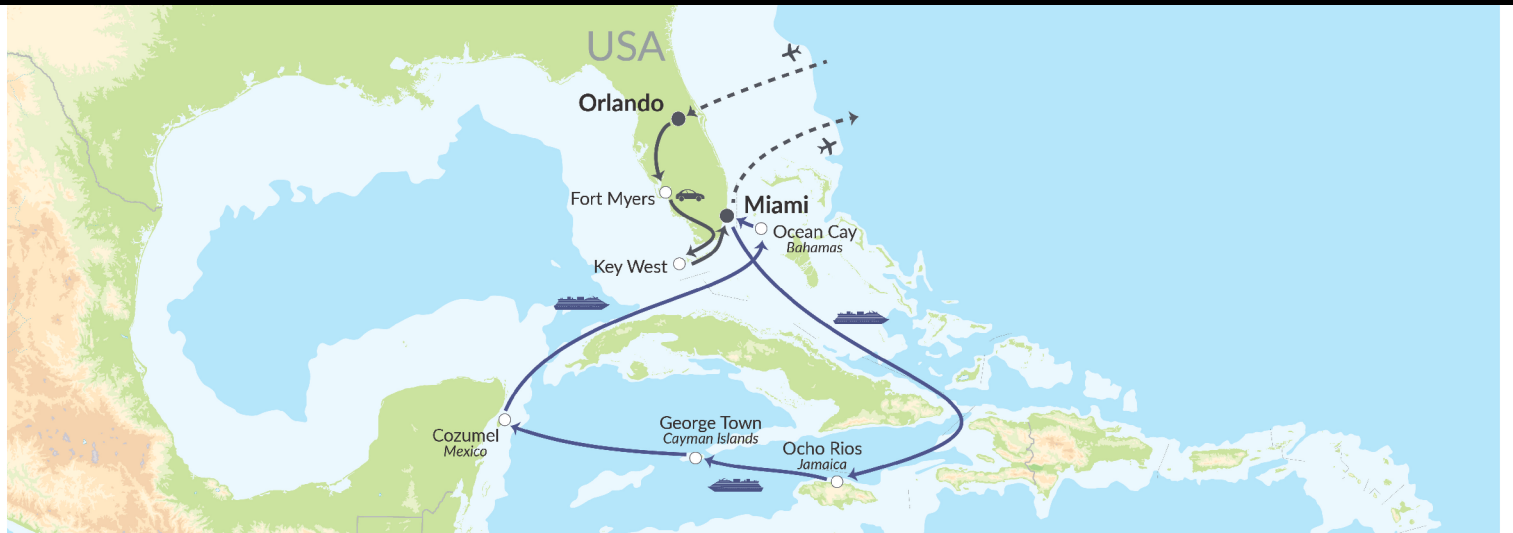 USA
Orlando
Fort Myers
Miami
Ocean Cay
Bahamas
Key West
George Town
Cayman Islands
Cozumel
Mexico
Ocho Rios
Jamaica